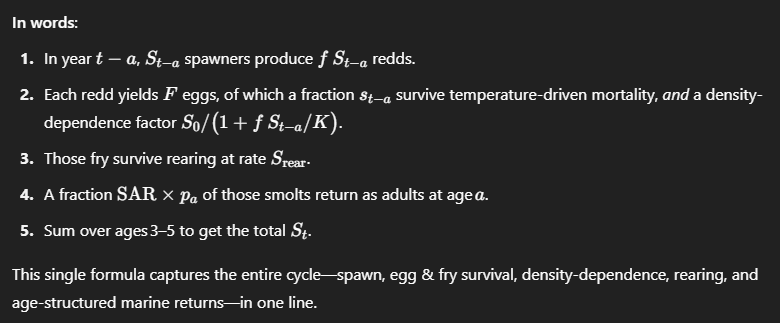 In words:
1. In year t − a, S_{t−a} spawners produce f S_{t−a} redds.
2. Each redd yields F eggs, of which a fraction s_{t−a} survive temperature-driven mortality, and a density-
dependence factor S_0/(1 + f S_{t−a}/K).
3. Those fry survive rearing at rate S_{rear}.
4. A fraction SAR × p_a of those smolts return as adults at age a.
5. Sum over ages 3–5 to get the total S_t.
This single formula captures the entire cycle—spawn, egg & fry survival, density-dependence, rearing, and
age-structured marine returns—in one line.